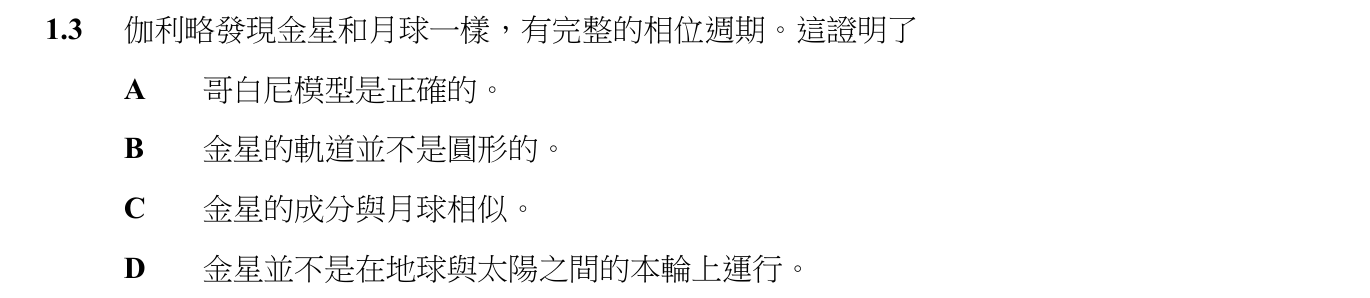 1.3 伽利略發現金星和月球一樣，有完整的相位週期。這證明了
A 哥白尼模型是正確的。
B 金星的軌道並不是圓形的。
C 金星的成分與月球相似。
D 金星並不是在地球與太陽之間的本輪上運行。